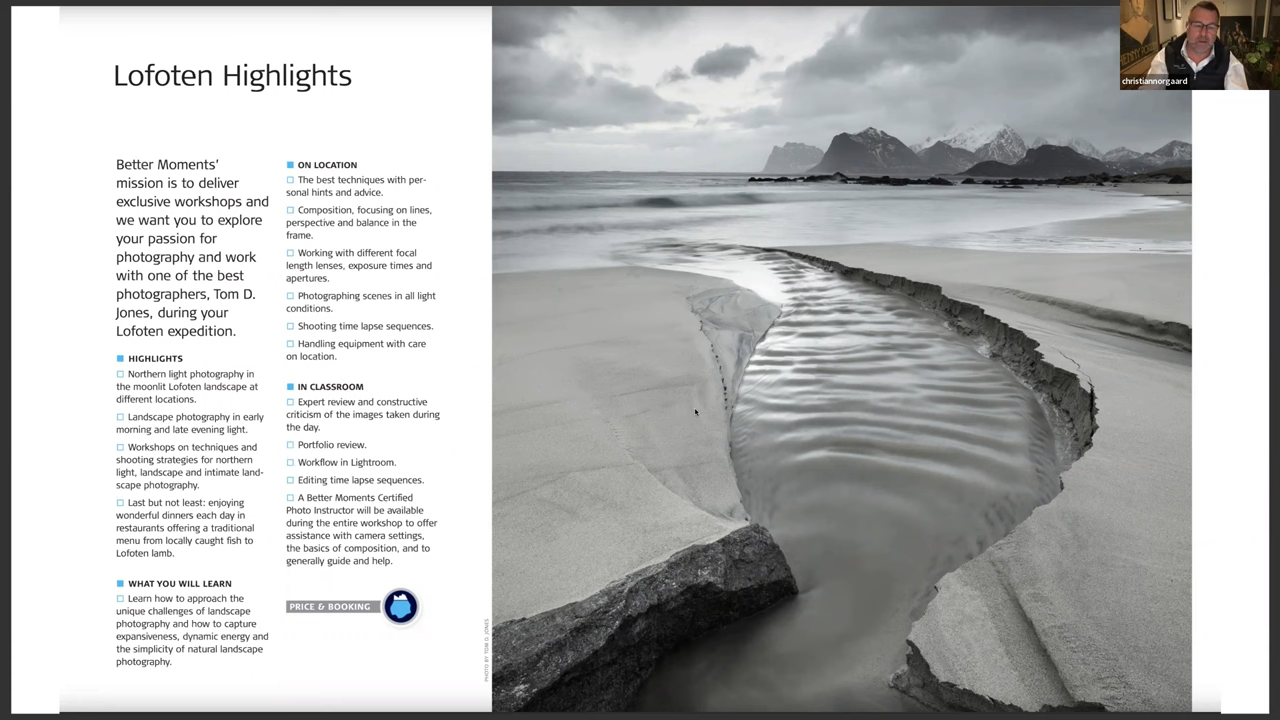 Lofoten Highlights
Better Moments'
mission is to deliver
exclusive workshops and
we want you to explore
your passion for
photography and work
with one of the best
photographers, Tom D.
Jones, during your
Lofoten expedition.
HIGHLIGHTS
Northern light photography in
the moonlit Lofoten landscape at
different locations.
Landscape photography in early
morning and late evening light.
Workshops on techniques and
shooting strategies for northern
light, landscape and intimate land-
scape photography.
Last but not least: enjoying
wonderful dinners each day in
restaurants offering a traditional
menu from locally caught fish to
Lofoten lamb.
WHAT YOU WILL LEARN
Learn how to approach the
unique challenges of landscape
photography and how to capture
expansiveness, dynamic energy and
the simplicity of natural landscape
photography.
ON LOCATION
The best techniques with per-
sonal hints and advice.
Composition, focusing on lines,
perspective and balance in the
frame.
Working with different focal
length lenses, exposure times and
apertures.
Photographing scenes in all light
conditions.
Shooting time lapse sequences.
Handling equipment with care
on location.
IN CLASSROOM
Expert review and constructive
criticism of the images taken during
the day.
Portfolio review.
Workflow in Lightroom.
Editing time lapse sequences.
A Better Moments Certified
Photo Instructor will be available
during the entire workshop to offer
assistance with camera settings,
the basics of composition, and to
generally guide and help.
PRICE & BOOKING
PHOTO BY TOM D. JONES
christiannorgaard